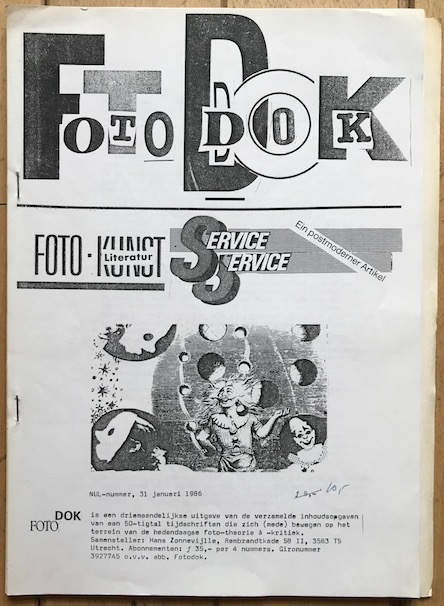 FOTODOK
FOTO-KUNST
Literatur
SERVICE
SERVICE
Ein postmoderner Artikel
NUL-nummer, 31 januari 1986
FOTO DOK
is een driemaandelijkse uitgave van de verzamelde inhoudsopgaven
van een 50-tigtal tijdschriften die zich (mede) bewegen op het
terrein van de hedendaagse foto-theorie & -kritiek.
Samensteller: Hans Zonnevijlle, Rembrandtkade 58 II, 3583 TS
Utrecht. Abonnementen: ƒ 35,- per 4 nummers. Gironummer
3927745 o.v.v. abb. Fotodok.